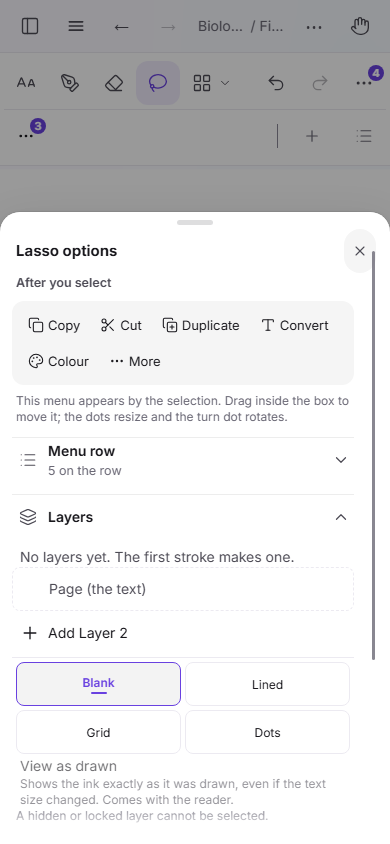 Biolo... / Fi...
AA
4
3
Lasso options
After you select
Copy Cut Duplicate Convert
Colour More
This menu appears by the selection. Drag inside the box to
move it; the dots resize and the turn dot rotates.
Menu row
5 on the row
Layers
No layers yet. The first stroke makes one.
Page (the text)
Add Layer 2
Blank Lined
Grid Dots
View as drawn
Shows the ink exactly as it was drawn, even if the text
size changed. Comes with the reader.
A hidden or locked layer cannot be selected.